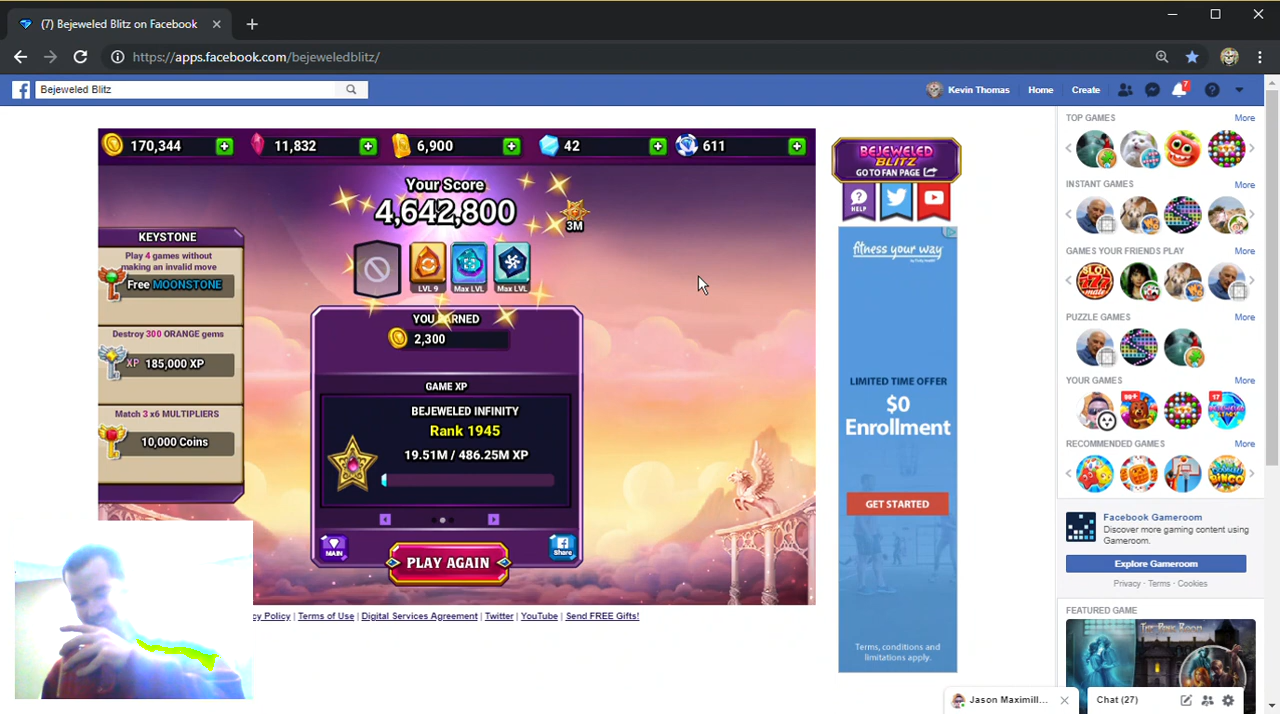 (7) Bejeweled Blitz on Facebook
https://apps.facebook.com/bejeweledblitz/
Bejeweled Blitz
Kevin Thomas
Home
Create
7
170,344
11,832
6,900
42
611
Your Score
4,642,800
3M
LVL 9
Max LVL
Max LVL
KEYSTONE
Play 4 games without
making an invalid move
Free MOONSTONE
Destroy 300 ORANGE gems
XP 185,000 XP
Match 3 x6 MULTIPLIERS
10,000 Coins
YOU EARNED
2,300
GAME XP
BEJEWELED INFINITY
Rank 1945
19.51M / 486.25M XP
MAIN
PLAY AGAIN
Share
cy Policy | Terms of Use | Digital Services Agreement | Twitter | YouTube | Send FREE Gifts!
BEJEWELED
BLITZ
GO TO FAN PAGE
HELP
fitness your way
LIMITED TIME OFFER
$0
Enrollment
GET STARTED
Terms, conditions and
limitations apply.
TOP GAMES
More
INSTANT GAMES
More
GAMES YOUR FRIENDS PLAY
More
SLOT
PUZZLE GAMES
More
YOUR GAMES
More
99+
17
RECOMMENDED GAMES
More
BINGO
Facebook Gameroom
Discover more gaming content using
Gameroom.
Explore Gameroom
Privacy · Terms · Cookies
FEATURED GAME
Jason Maximill...
Chat (27)